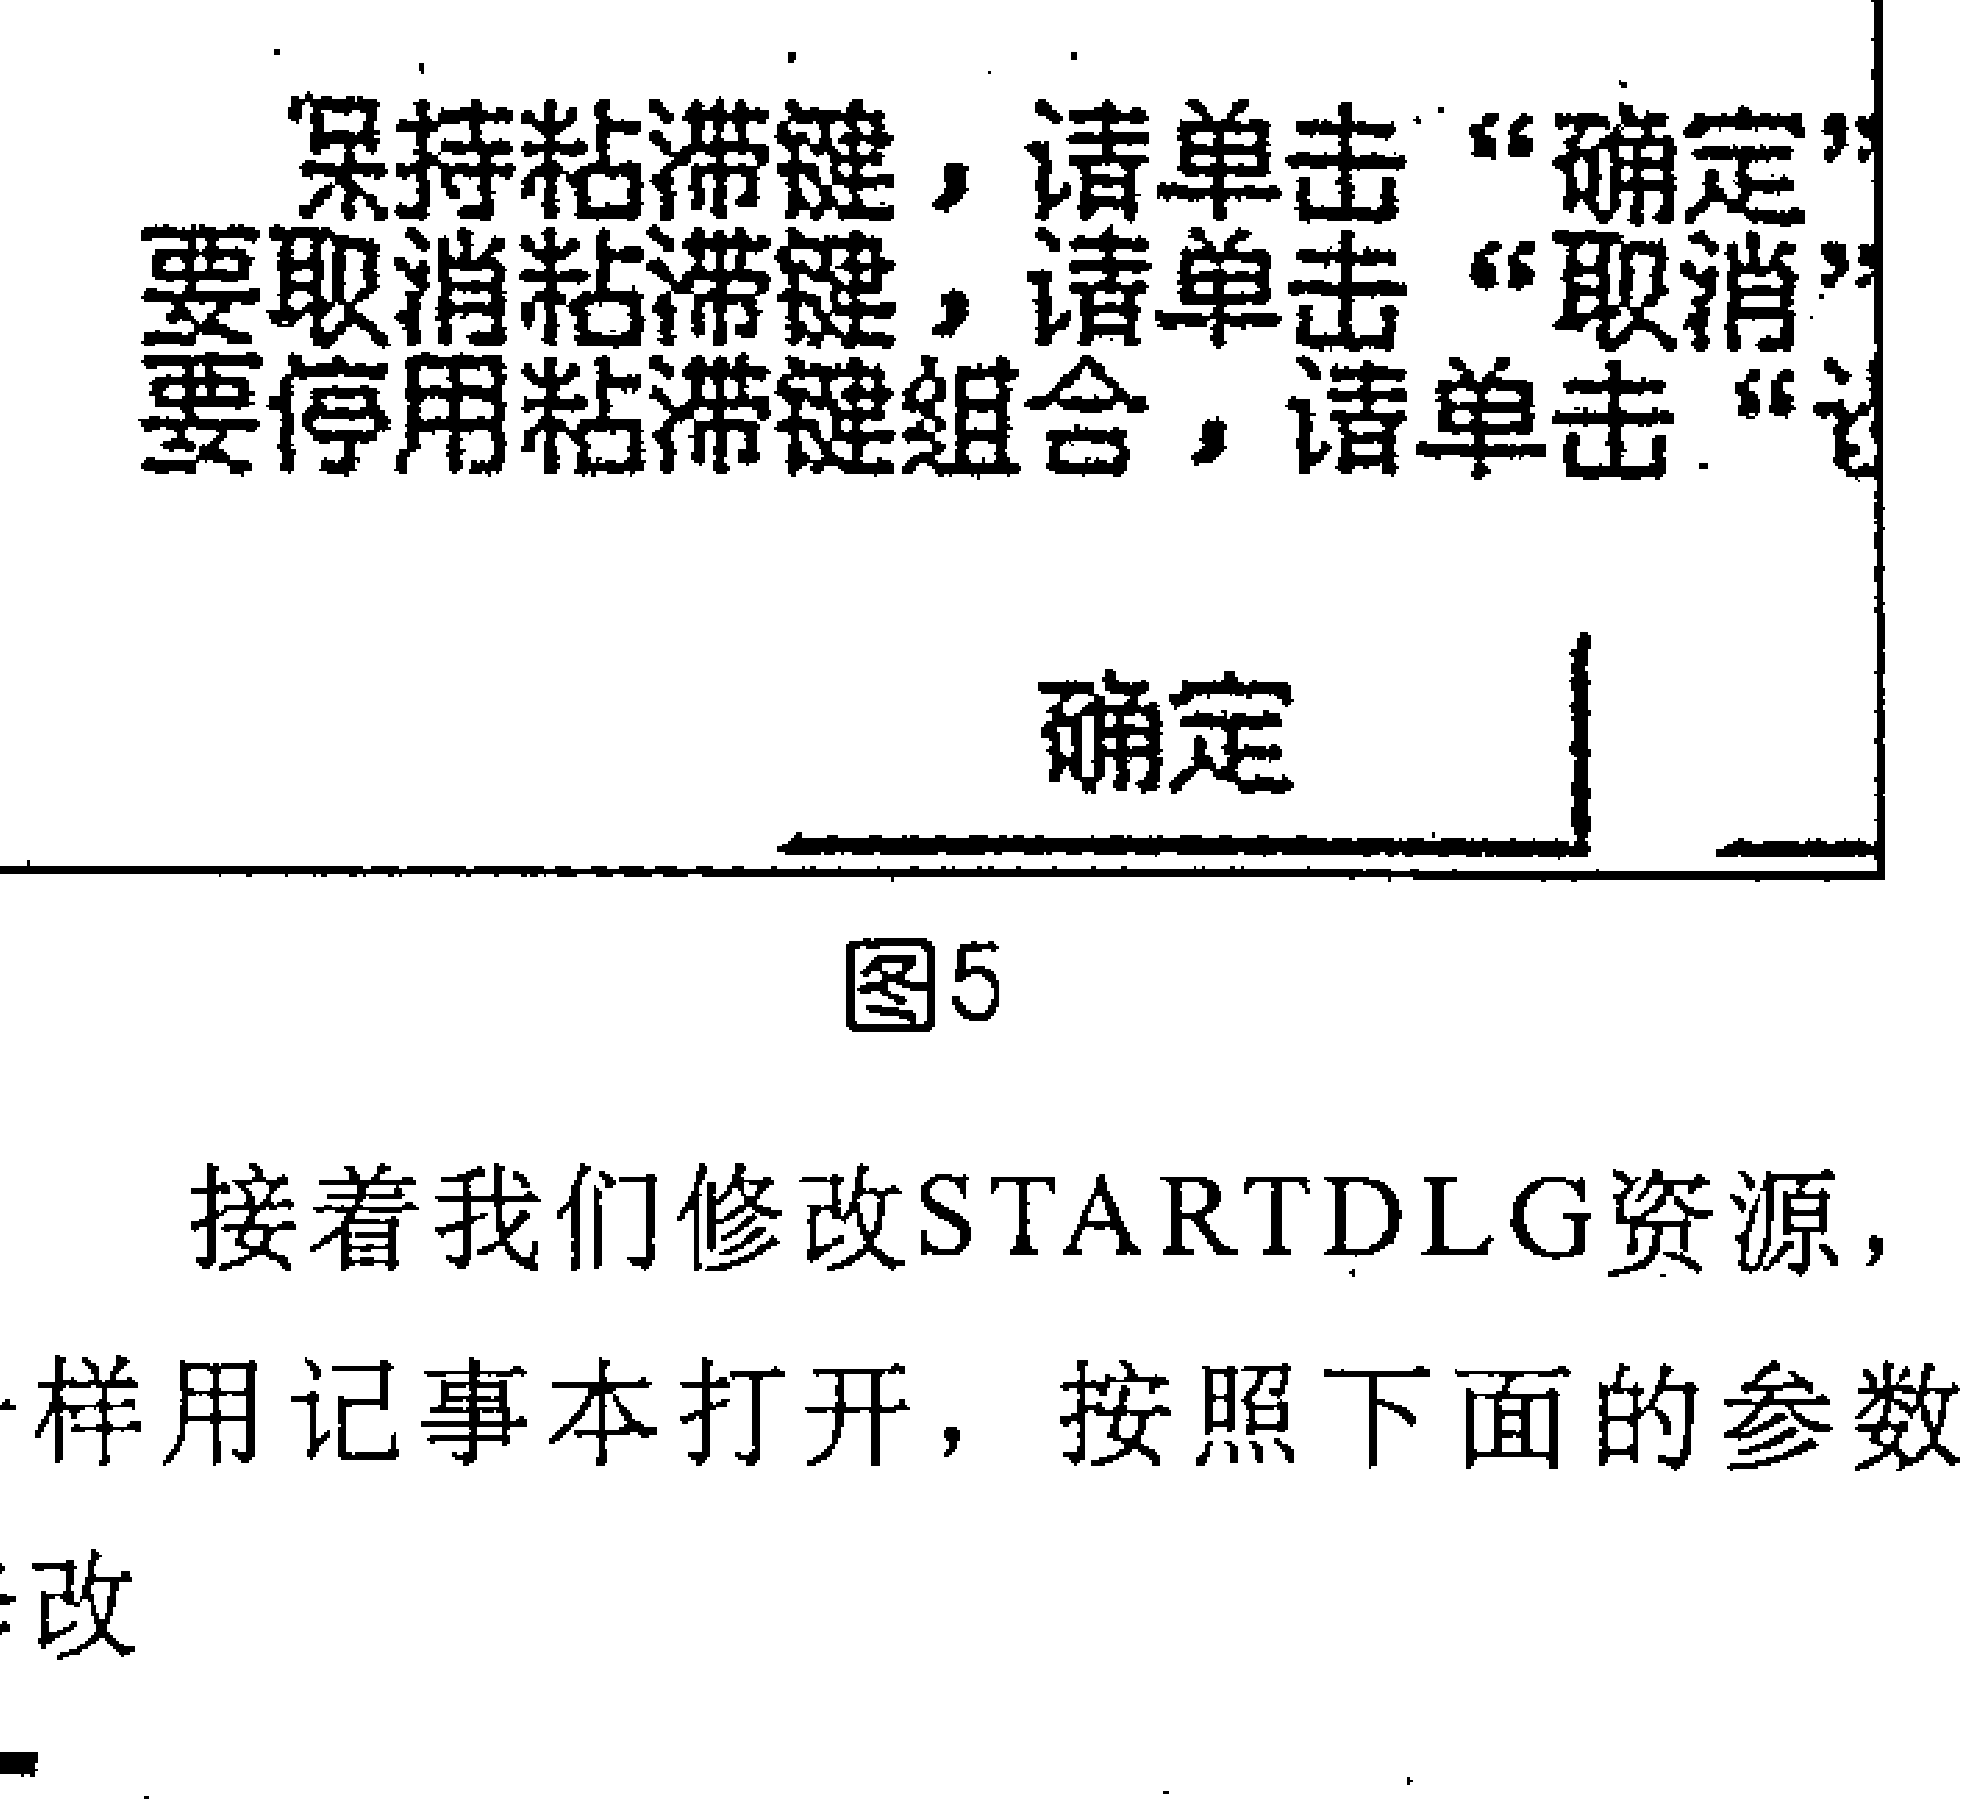 保持粘滞键，请单击“确定”
要取消粘滞键，请单击“取消”
要停用粘滞键组合，请单击“
确定
图5
接着我们修改STARTDLG资源，
样用记事本打开，按照下面的参数
改